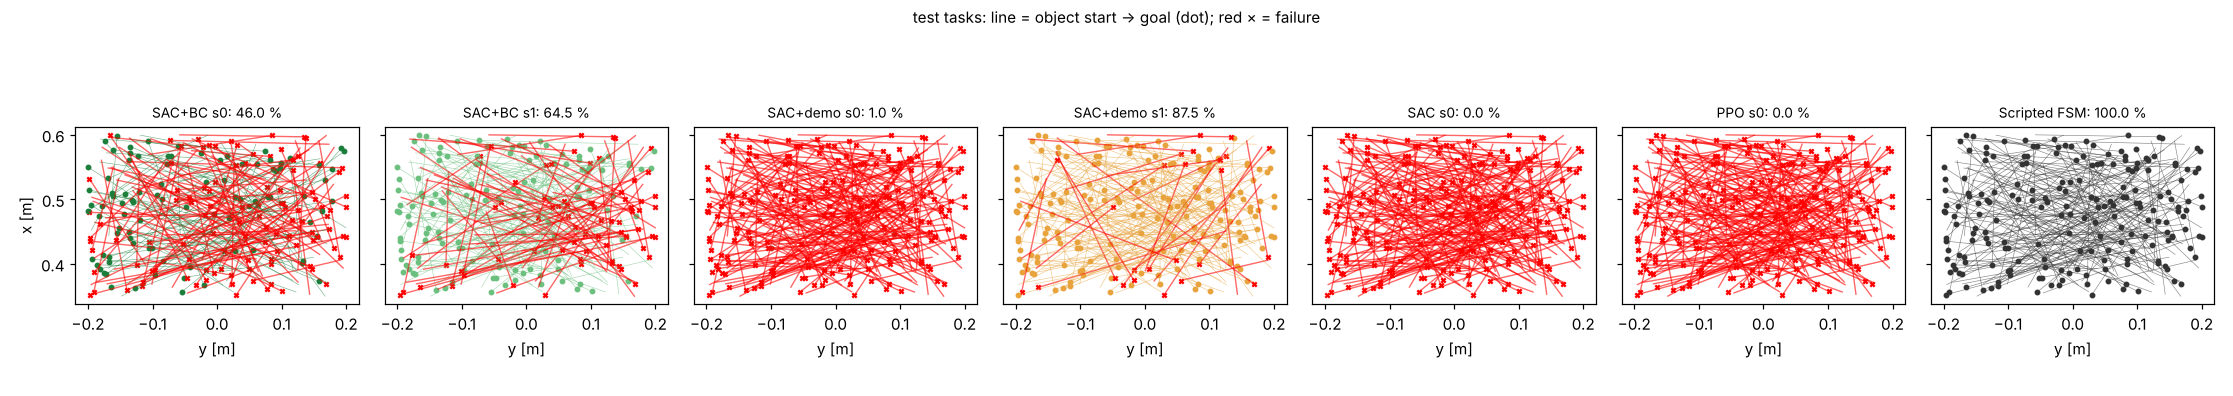 test tasks: line = object start → goal (dot); red × = failure
SAC+BC s0: 46.0 %
SAC+BC s1: 64.5 %
SAC+demo s0: 1.0 %
SAC+demo s1: 87.5 %
SAC s0: 0.0 %
PPO s0: 0.0 %
Scripted FSM: 100.0 %
x [m]
0.6
0.5
0.4
−0.2 −0.1 0.0 0.1 0.2
−0.2 −0.1 0.0 0.1 0.2
−0.2 −0.1 0.0 0.1 0.2
−0.2 −0.1 0.0 0.1 0.2
−0.2 −0.1 0.0 0.1 0.2
−0.2 −0.1 0.0 0.1 0.2
−0.2 −0.1 0.0 0.1 0.2
y [m]
y [m]
y [m]
y [m]
y [m]
y [m]
y [m]